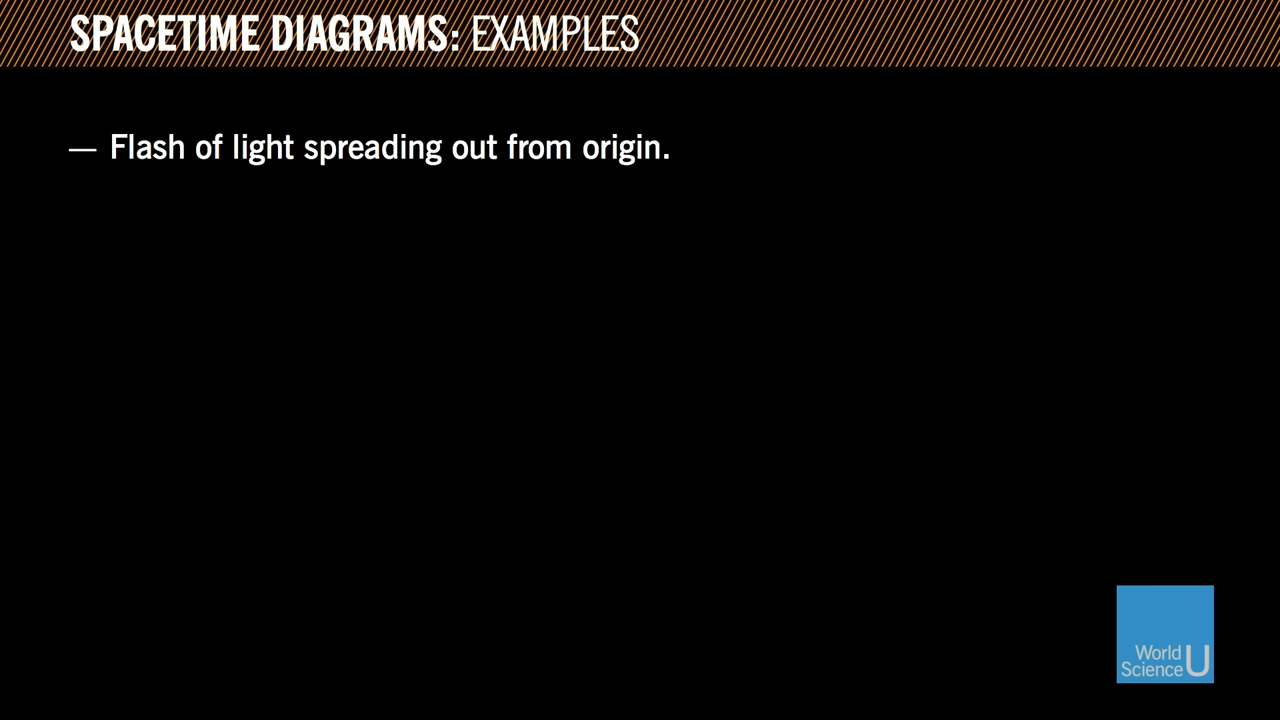 SPACETIME DIAGRAMS: EXAMPLES
— Flash of light spreading out from origin.
World
Science U